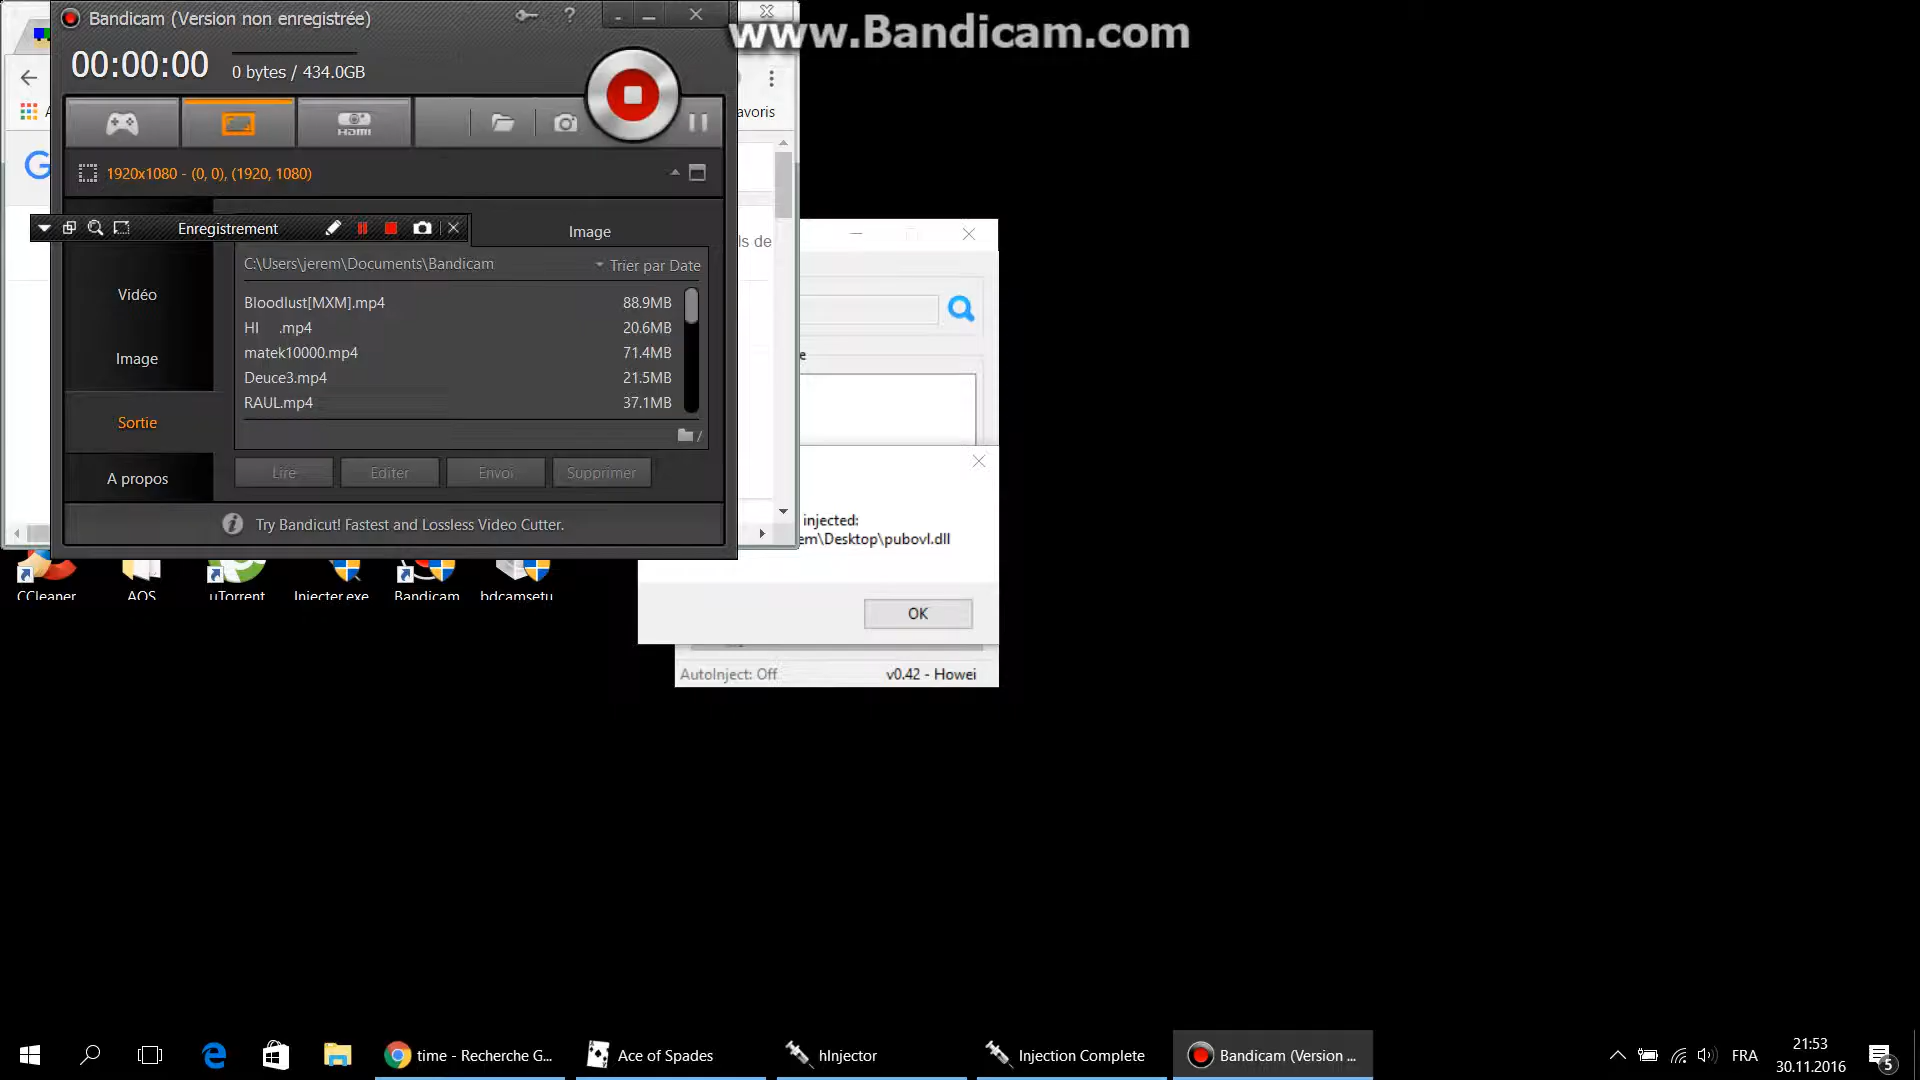 Bandicam (Version non enregistrée)
?
www.Bandicam.com
00:00:00
0 bytes / 434.0GB
HDMI
avoris
G
1920x1080 - (0, 0), (1920, 1080)
Enregistrement
Image
ls de
C:\Users\jerem\Documents\Bandicam
Trier par Date
Vidéo
Image
Sortie
A propos
Bloodlust[MXM].mp4
88.9MB
HI .mp4
20.6MB
matek10000.mp4
71.4MB
Deuce3.mp4
21.5MB
RAUL.mp4
37.1MB
/
Lire
Editer
Envoi
Supprimer
Try Bandicut! Fastest and Lossless Video Cutter.
e
injected:
em\Desktop\pubovl.dll
OK
AutoInject: Off
v0.42 - Howei
CCleaner
AOS
uTorrent
Injecter.exe
Bandicam
bdcamsetu
time - Recherche G...
Ace of Spades
hInjector
Injection Complete
Bandicam (Version ...
FRA
21:53
30.11.2016
5